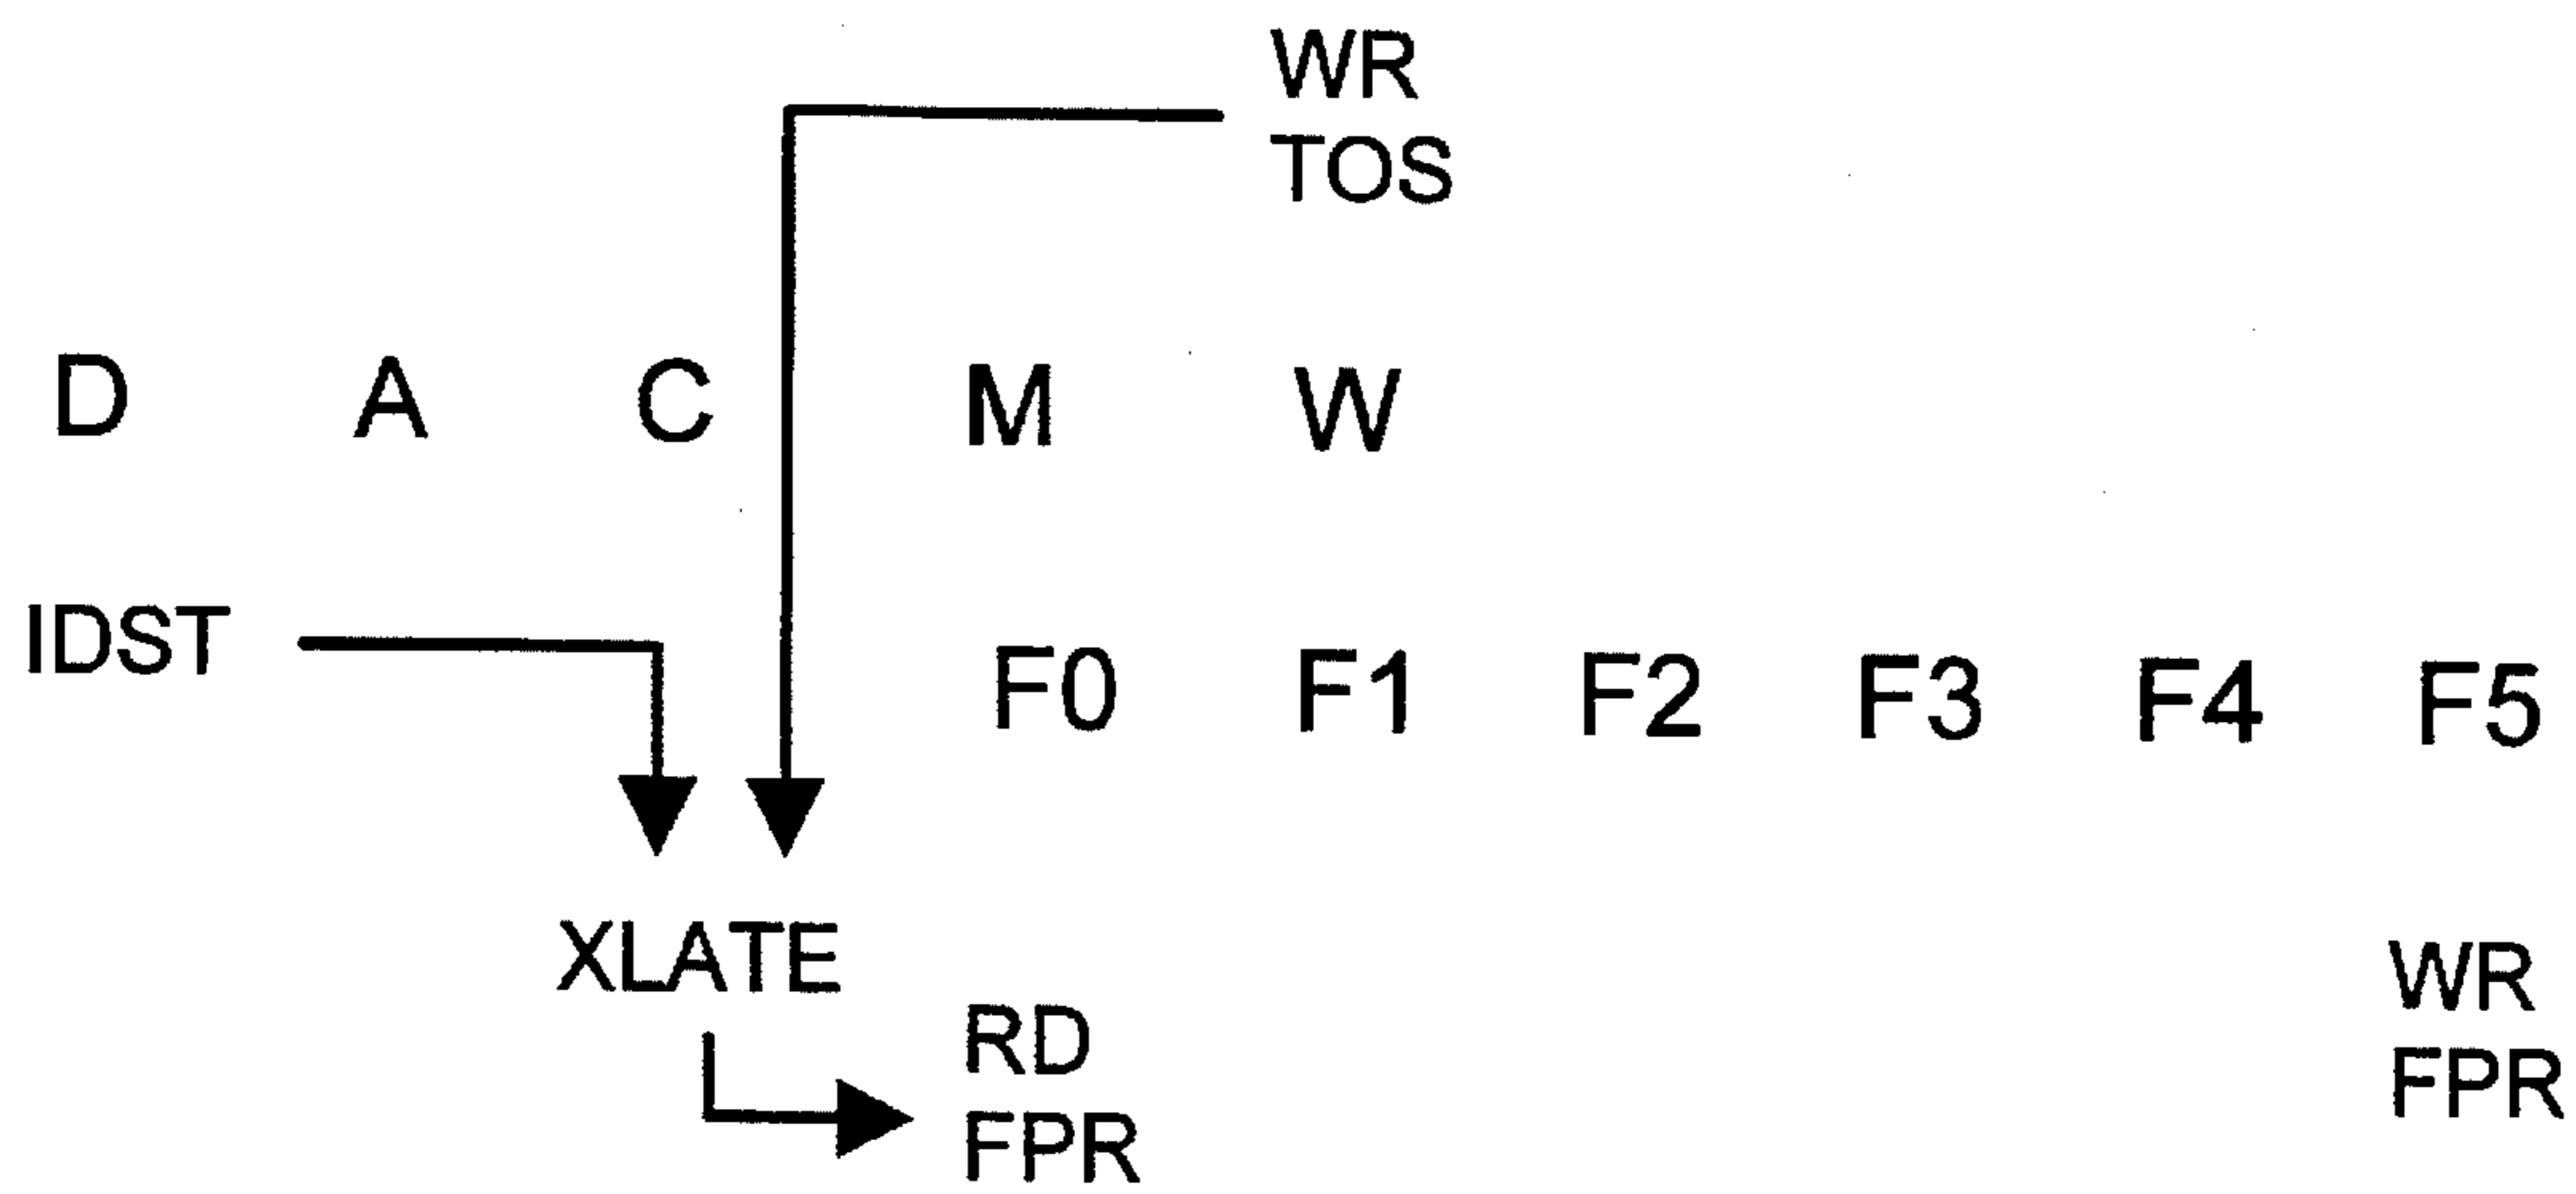 WR
TOS
D A C M W
IDST
F0 F1 F2 F3 F4 F5
XLATE
RD
FPR
WR
FPR